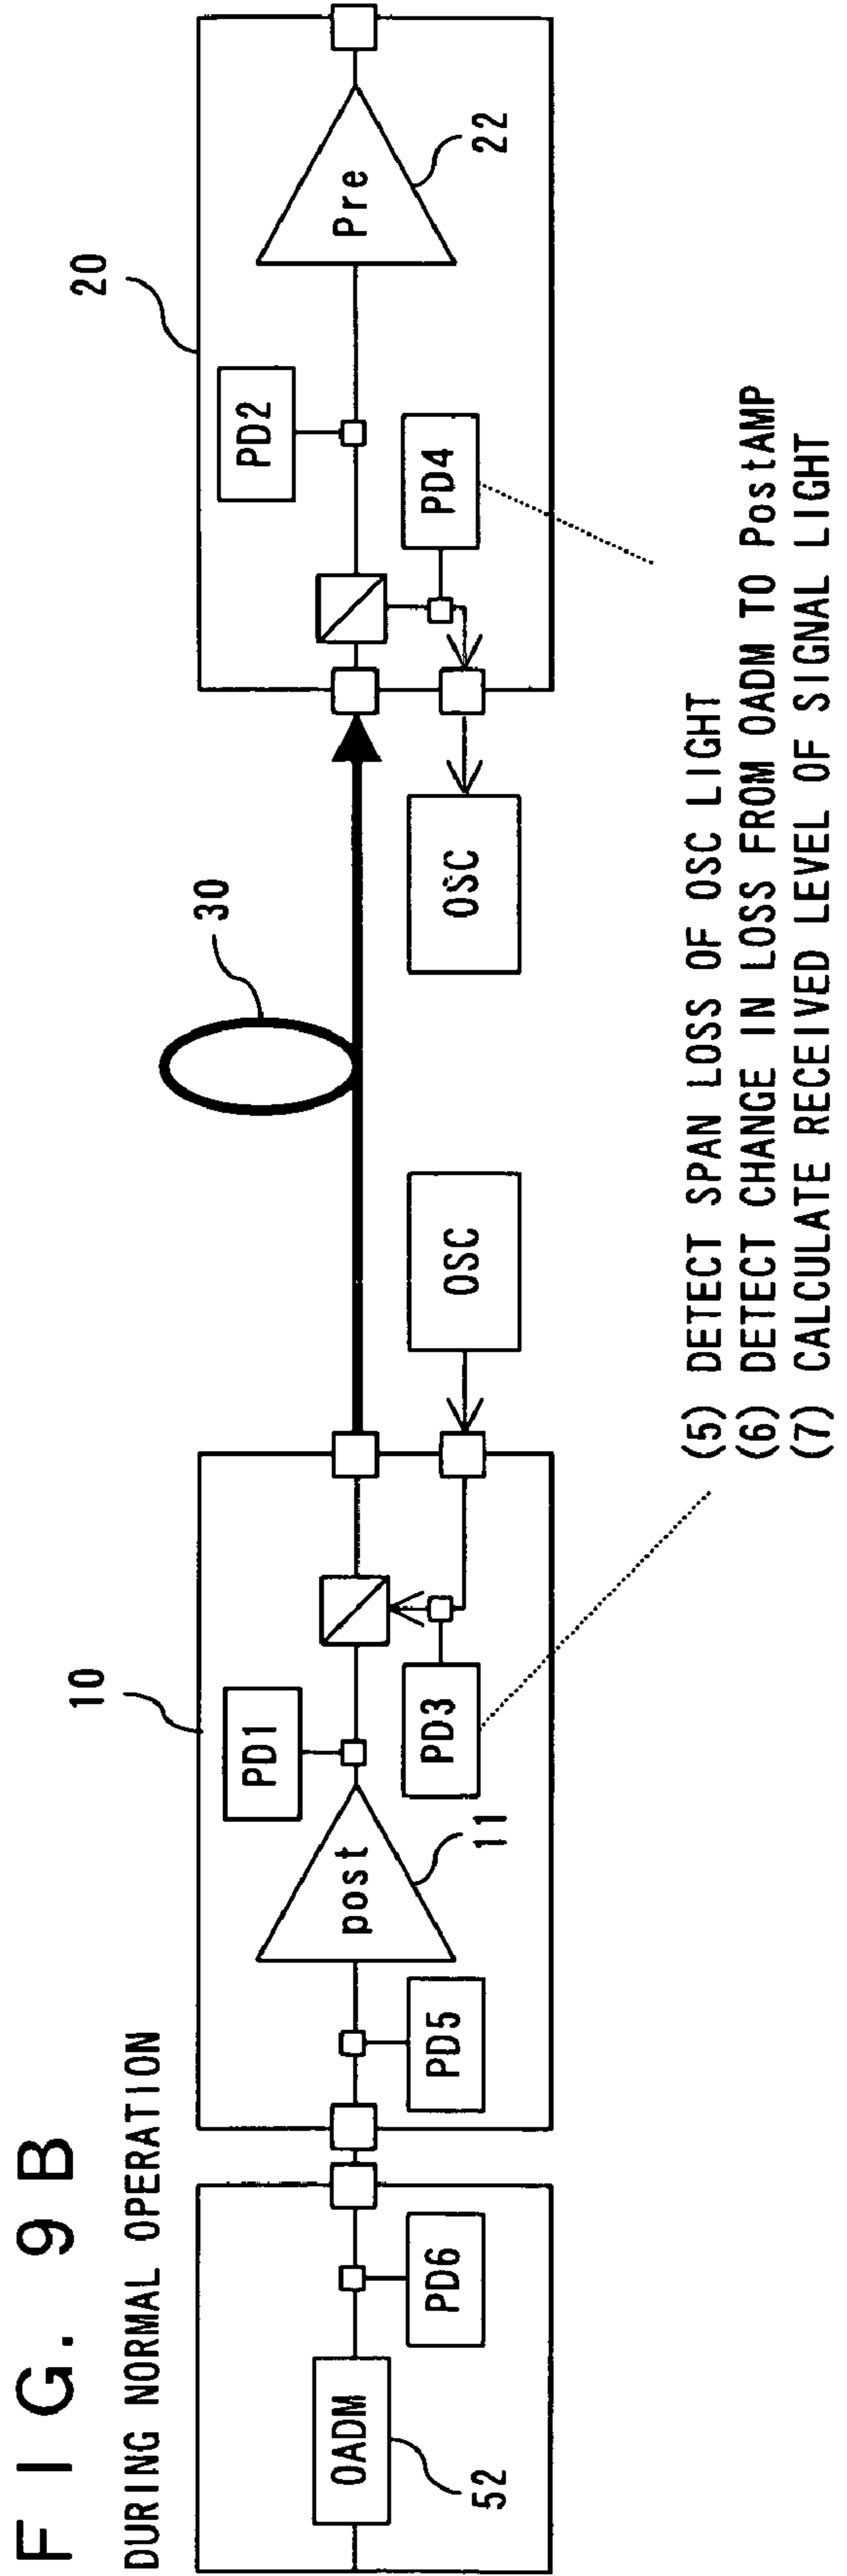 FIG. 9B
DURING NORMAL OPERATION
10
20
30
PD1
PD2
OADM
52
PD6
PD5
post
11
PD3
OSC
OSC
PD4
Pre
22
(5) DETECT SPAN LOSS OF OSC LIGHT
(6) DETECT CHANGE IN LOSS FROM OADM TO PostAMP
(7) CALCULATE RECEIVED LEVEL OF SIGNAL LIGHT